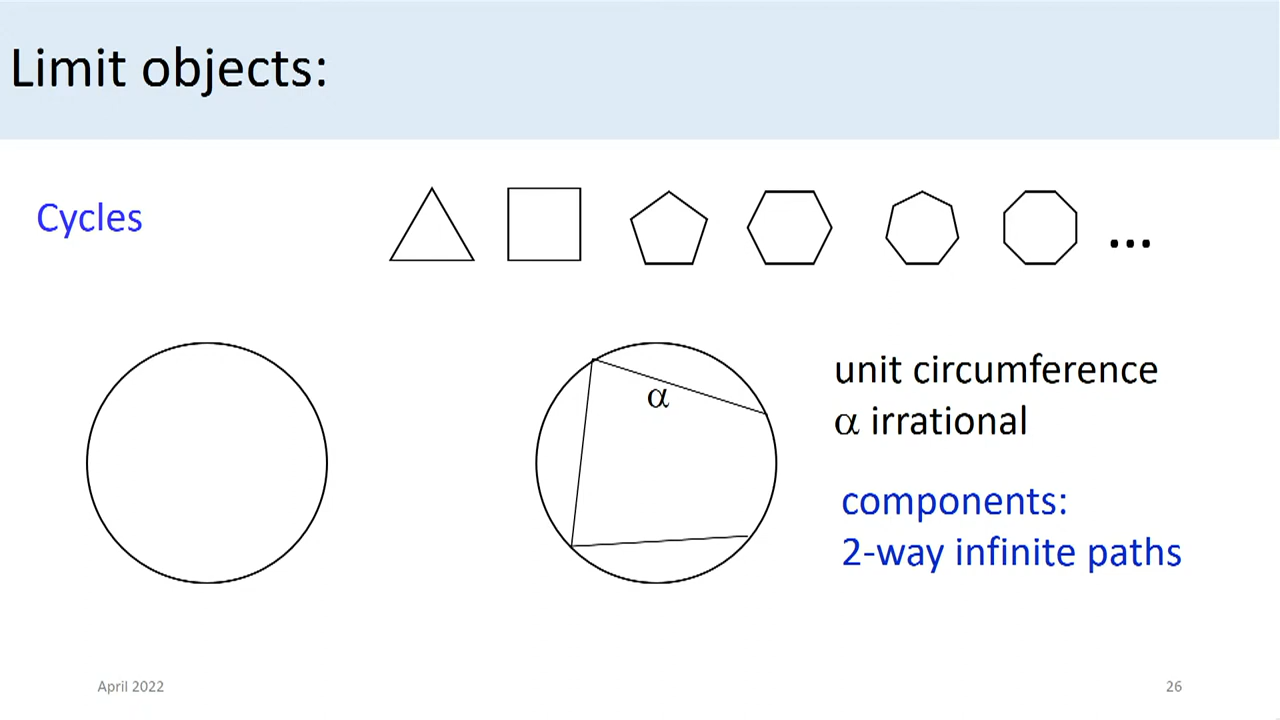 Limit objects:
Cycles
...
α
unit circumference
α irrational
components:
2-way infinite paths
April 2022
26